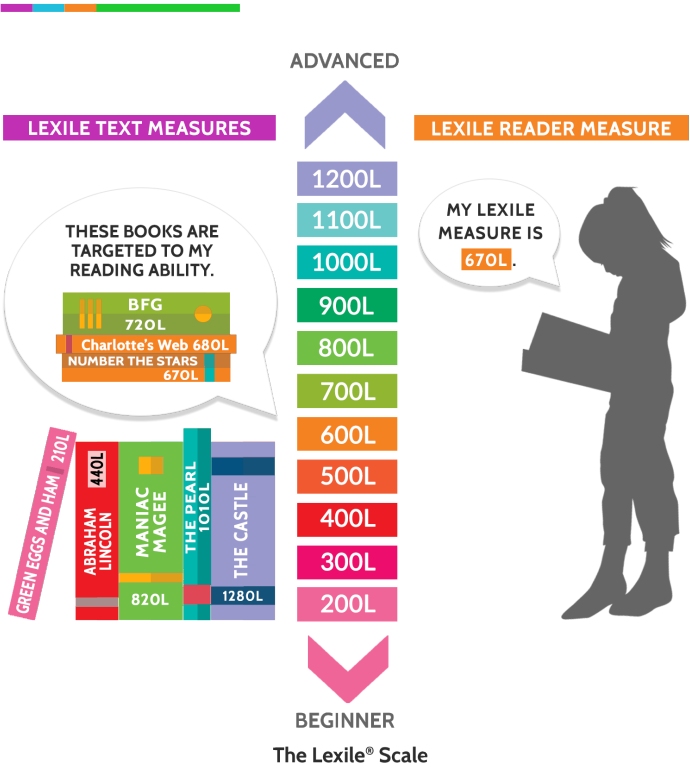 ADVANCED
LEXILE TEXT MEASURES
LEXILE READER MEASURE
THESE BOOKS ARE
TARGETED TO MY
READING ABILITY.
BFG
720L
Charlotte's Web 680L
NUMBER THE STARS
670L
GREEN EGGS AND HAM 210L
ABRAHAM
LINCOLN
440L
MANIAC
MAGEE
820L
THE PEARL
1010L
THE CASTLE
1280L
1200L
1100L
1000L
900L
800L
700L
600L
500L
400L
300L
200L
MY LEXILE
MEASURE IS
670L.
BEGINNER
The Lexile® Scale